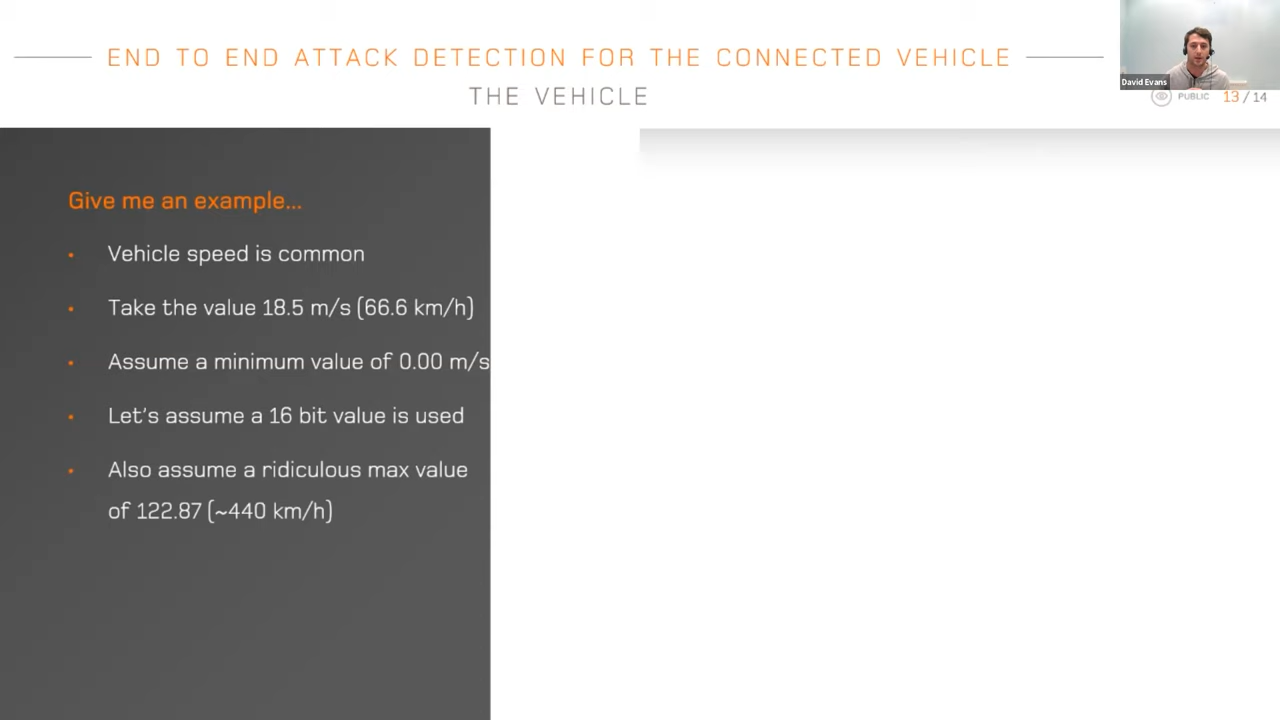 END TO END ATTACK DETECTION FOR THE CONNECTED VEHICLE
THE VEHICLE
David Evans
PUBLIC 13 / 14
Give me an example...
• Vehicle speed is common
• Take the value 18.5 m/s (66.6 km/h)
• Assume a minimum value of 0.00 m/s
• Let's assume a 16 bit value is used
• Also assume a ridiculous max value
of 122.87 (~440 km/h)